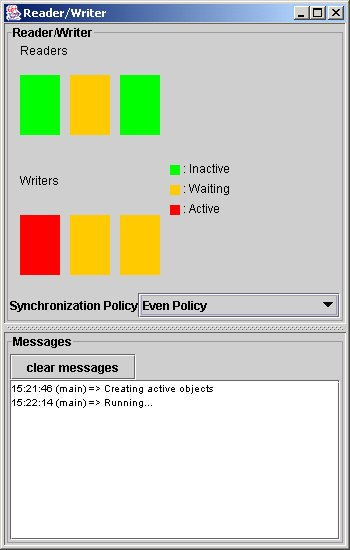 Reader/Writer
Reader/Writer
Readers
: Inactive
Writers
: Waiting
: Active
Synchronization Policy Even Policy
Messages
clear messages
15:21:46 (main) => Creating active objects
15:22:14 (main) => Running...